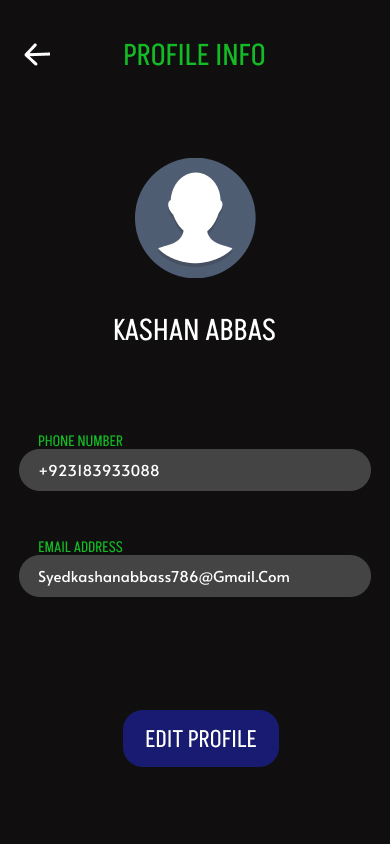 PROFILE INFO
KASHAN ABBAS
PHONE NUMBER
+923183933088
EMAIL ADDRESS
Syedkashanabbass786@Gmail.Com
EDIT PROFILE